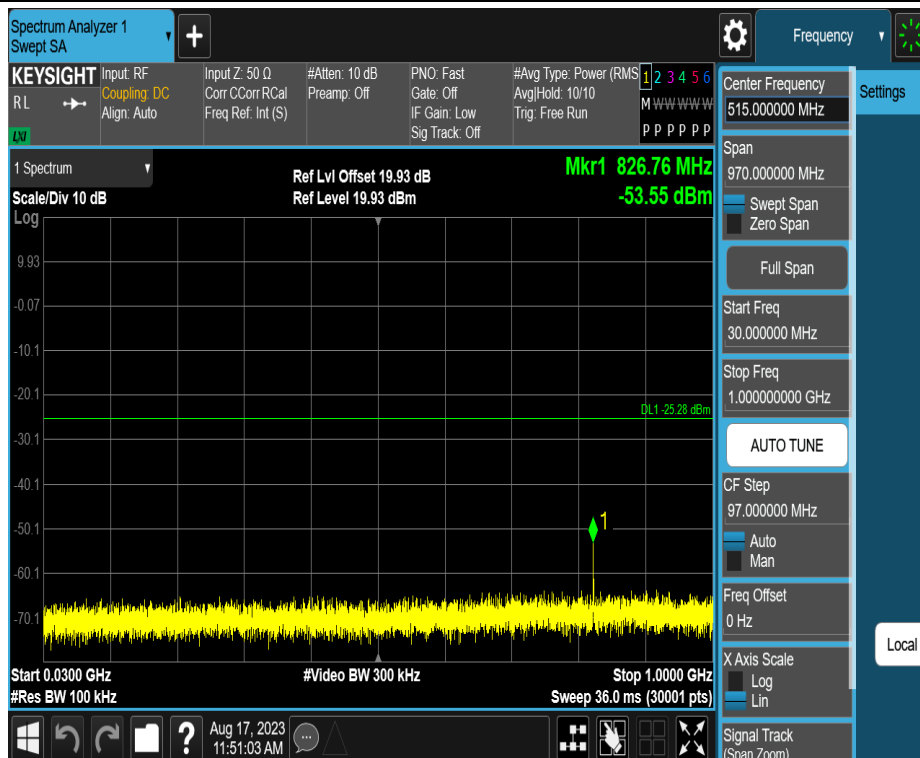 Spectrum Analyzer 1
Swept SA
+
Frequency
KEYSIGHT
RL
LXI
Input: RF
Coupling: DC
Align: Auto
Input Z: 50 Ω
Corr CCorr RCal
Freq Ref: Int (S)
#Atten: 10 dB
Preamp: Off
PNO: Fast
Gate: Off
IF Gain: Low
Sig Track: Off
#Avg Type: Power (RMS
Avg|Hold: 10/10
Trig: Free Run
1 2 3 4 5 6
M W W W W W
P P P P P P
1 Spectrum
Scale/Div 10 dB
Log
Ref Lvl Offset 19.93 dB
Ref Level 19.93 dBm
Mkr1 826.76 MHz
-53.55 dBm
9.93
-0.07
-10.1
-20.1
-30.1
-40.1
-50.1
-60.1
-70.1
DL1 -25.28 dBm
1
Start 0.0300 GHz
#Res BW 100 kHz
#Video BW 300 kHz
Stop 1.0000 GHz
Sweep 36.0 ms (30001 pts)
Center Frequency
515.000000 MHz
Span
970.000000 MHz
Swept Span
Zero Span
Full Span
Start Freq
30.000000 MHz
Stop Freq
1.000000000 GHz
AUTO TUNE
CF Step
97.000000 MHz
Auto
Man
Freq Offset
0 Hz
X Axis Scale
Log
Lin
Signal Track
(Span Zoom)
Settings
Local
?
Aug 17, 2023
11:51:03 AM